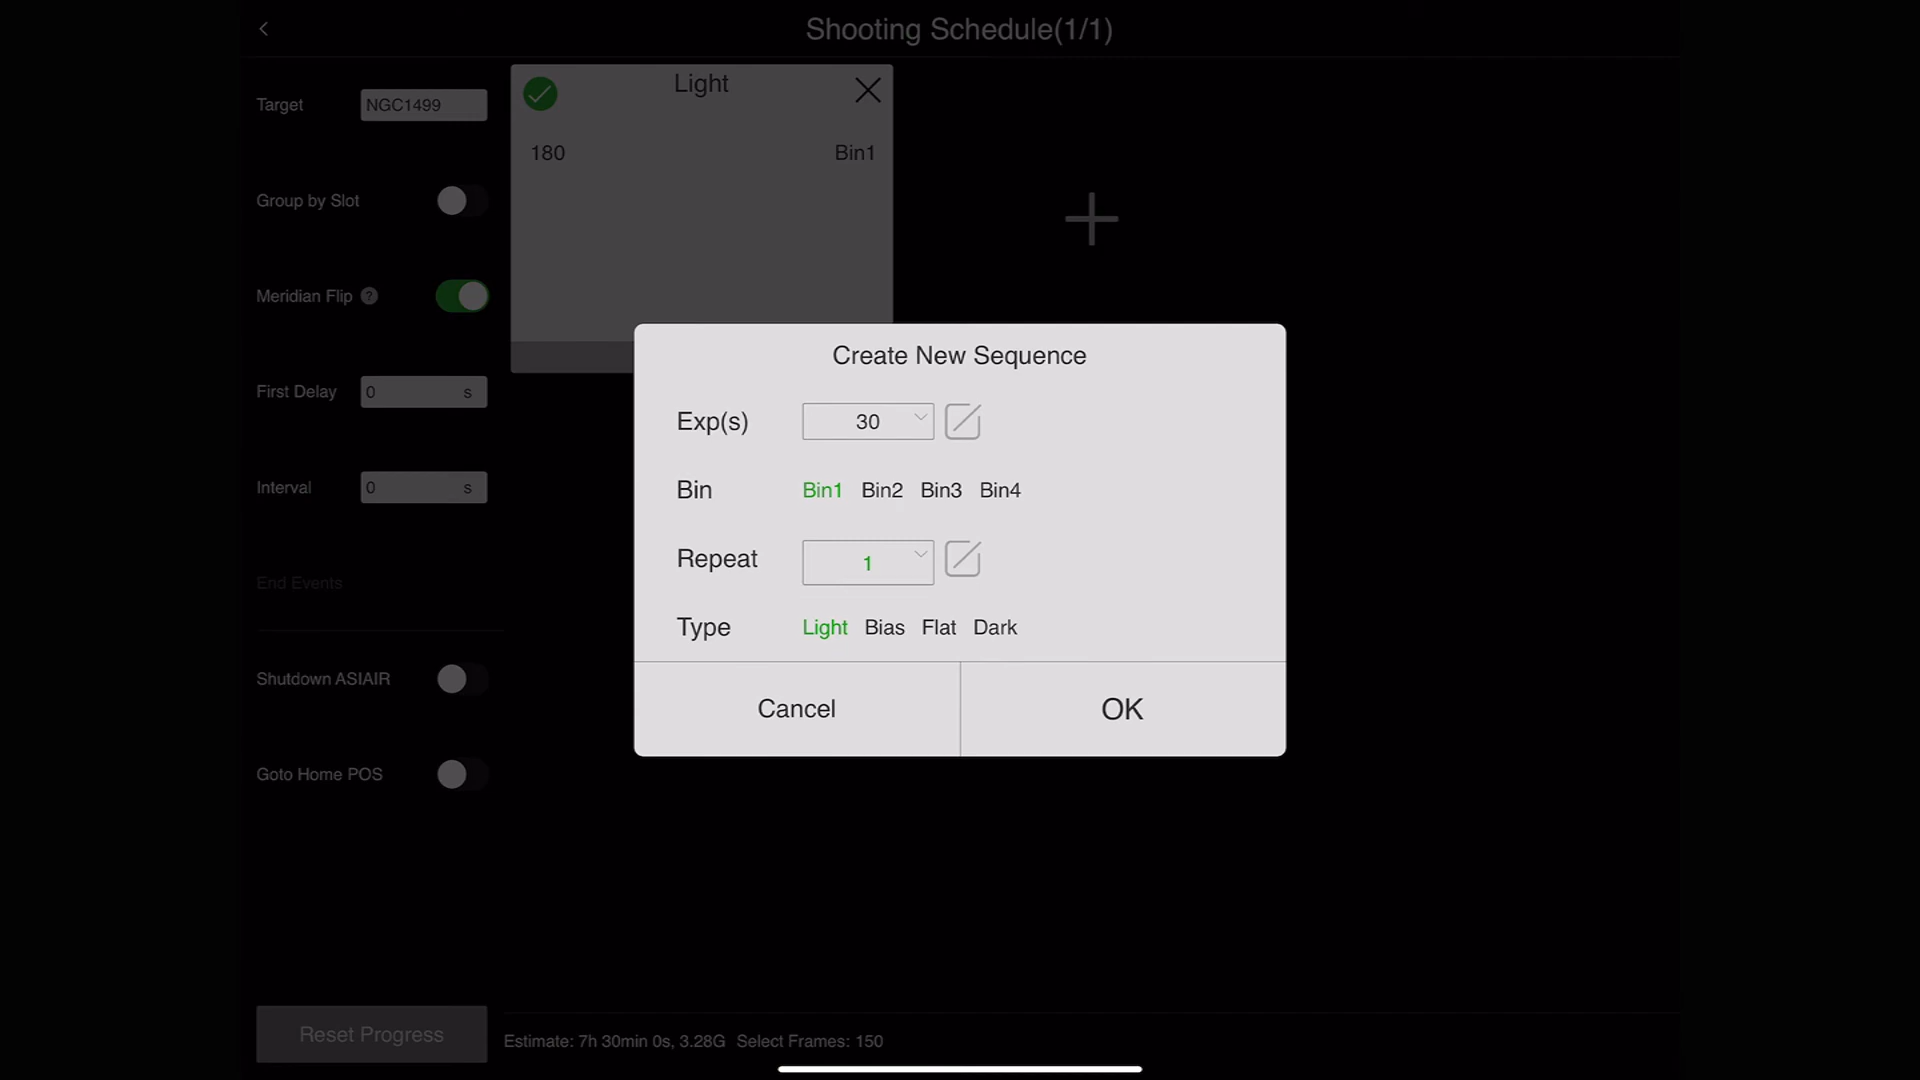 Shooting Schedule(1/1)
Target NGC1499
Group by Slot
Meridian Flip ?
First Delay 0 s
Interval 0 s
End Events
Shutdown ASIAIR
Goto Home POS
Reset Progress
Light
180 Bin1
Create New Sequence
Exp(s) 30
Bin Bin1 Bin2 Bin3 Bin4
Repeat 1
Type Light Bias Flat Dark
Cancel OK
Estimate: 7h 30min 0s, 3.28G Select Frames: 150